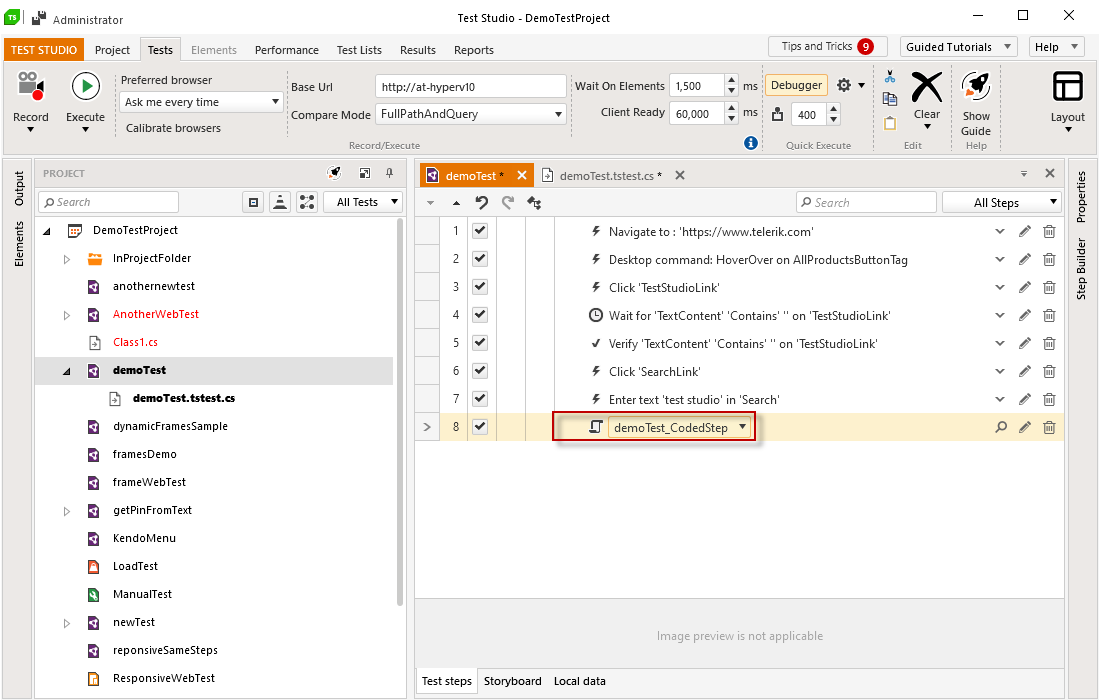 TS Administrator
Test Studio - DemoTestProject
TEST STUDIO Project Tests Elements Performance Test Lists Results Reports
Tips and Tricks 9 Guided Tutorials Help
Record
Execute
Preferred browser
Ask me every time
Calibrate browsers
Base Url http://at-hyperv10
Compare Mode FullPathAndQuery
Wait On Elements 1,500 ms
Client Ready 60,000 ms
Record/Execute
Debugger
400
Quick Execute
Clear
Edit
Show
Guide
Help
Layout
Output
Elements
PROJECT
Search
All Tests
DemoTestProject
InProjectFolder
anothernewtest
AnotherWebTest
Class1.cs
demoTest
demoTest.tstest.cs
dynamicFramesSample
framesDemo
frameWebTest
getPinFromText
KendoMenu
LoadTest
ManualTest
newTest
reponsiveSameSteps
ResponsiveWebTest
demoTest * demoTest.tstest.cs *
Search
All Steps
1 Navigate to : 'https://www.telerik.com'
2 Desktop command: HoverOver on AllProductsButtonTag
3 Click 'TestStudioLink'
4 Wait for 'TextContent' 'Contains' '' on 'TestStudioLink'
5 Verify 'TextContent' 'Contains' '' on 'TestStudioLink'
6 Click 'SearchLink'
7 Enter text 'test studio' in 'Search'
8 demoTest_CodedStep
Image preview is not applicable
Test steps Storyboard Local data
Properties
Step Builder